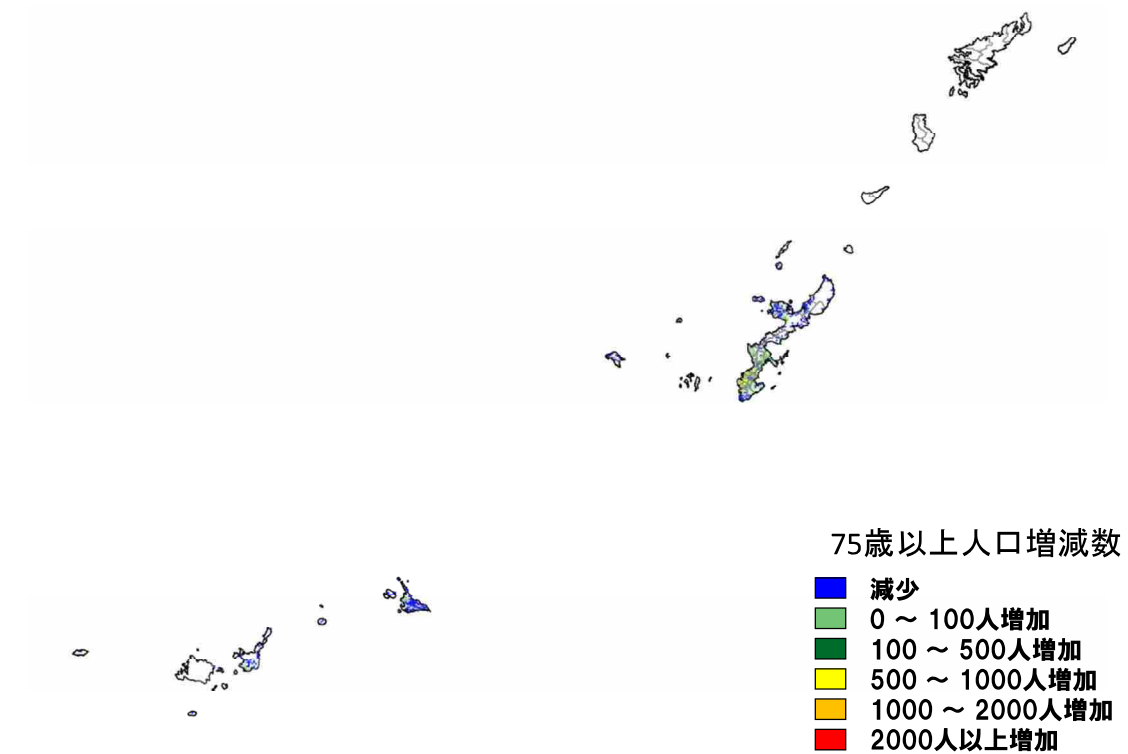 75歳以上人口増減数
減少
0 ～ 100人増加
100 ～ 500人増加
500 ～ 1000人増加
1000 ～ 2000人増加
2000人以上増加